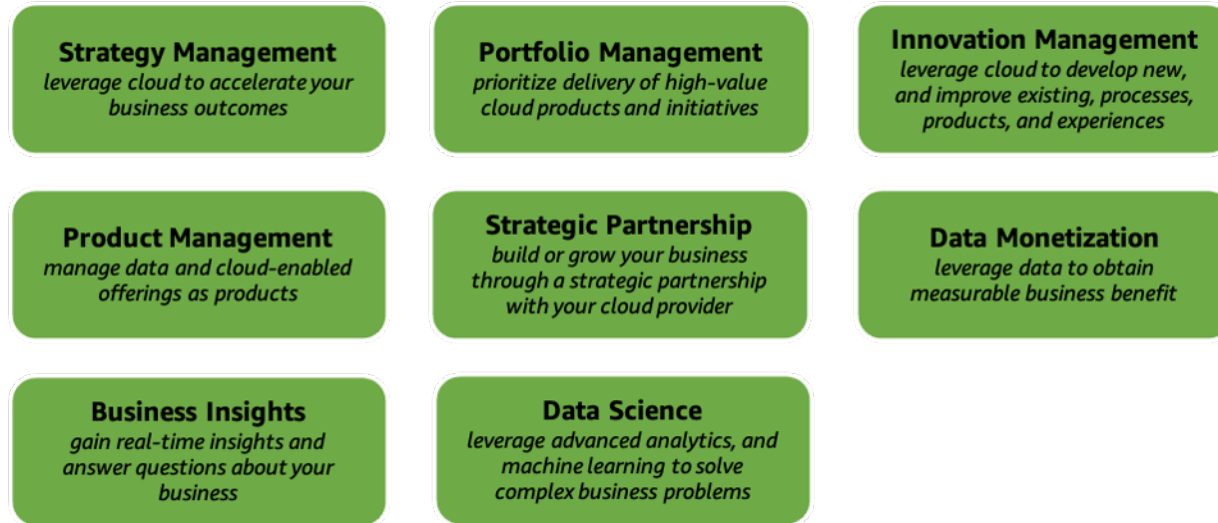 Strategy Management
leverage cloud to accelerate your
business outcomes
Portfolio Management
prioritize delivery of high-value
cloud products and initiatives
Innovation Management
leverage cloud to develop new,
and improve existing, processes,
products, and experiences
Product Management
manage data and cloud-enabled
offerings as products
Strategic Partnership
build or grow your business
through a strategic partnership
with your cloud provider
Data Monetization
leverage data to obtain
measurable business benefit
Business Insights
gain real-time insights and
answer questions about your
business
Data Science
leverage advanced analytics, and
machine learning to solve
complex business problems